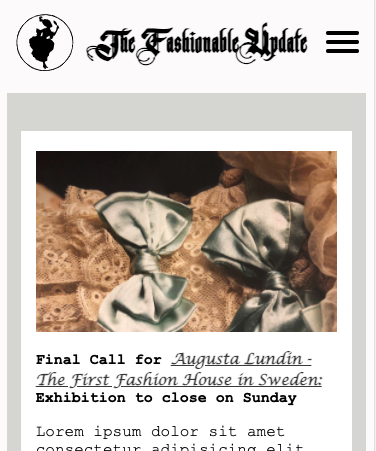 The Fashionable Update
Final Call for Augusta Lundin -
The First Fashion House in Sweden:
Exhibition to close on Sunday
Lorem ipsum dolor sit amet
consectetur adipisicing elit